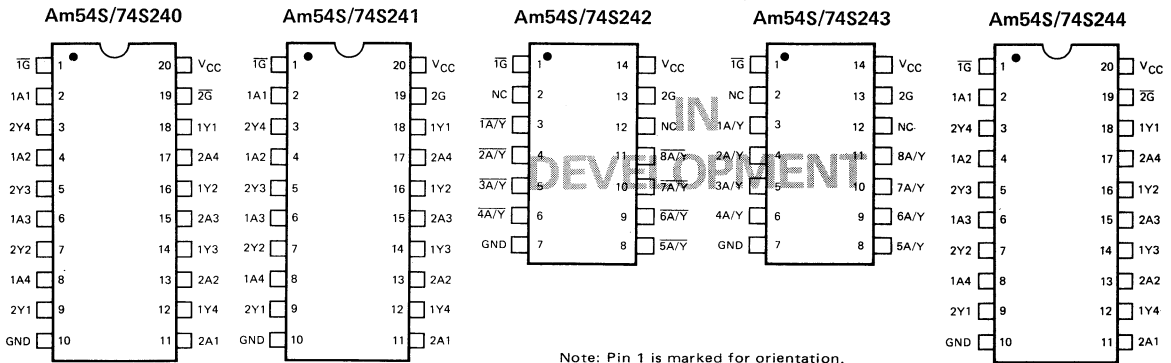 Am54S/74S240
1G 1 20 VCC
1A1 2 19 2G
2Y4 3 18 1Y1
1A2 4 17 2A4
2Y3 5 16 1Y2
1A3 6 15 2A3
2Y2 7 14 1Y3
1A4 8 13 2A2
2Y1 9 12 1Y4
GND 10 11 2A1
Am54S/74S241
1G 1 20 VCC
1A1 2 19 2G
2Y4 3 18 1Y1
1A2 4 17 2A4
2Y3 5 16 1Y2
1A3 6 15 2A3
2Y2 7 14 1Y3
1A4 8 13 2A2
2Y1 9 12 1Y4
GND 10 11 2A1
Am54S/74S242
1G 1 14 VCC
NC 2 13 2G
1A/Y 3 12 NC
2A/Y 4 11 8A/Y
3A/Y 5 10 7A/Y
4A/Y 6 9 6A/Y
GND 7 8 5A/Y
Am54S/74S243
1G 1 14 VCC
NC 2 13 2G
1A/Y 3 12 NC
2A/Y 4 11 8A/Y
3A/Y 5 10 7A/Y
4A/Y 6 9 6A/Y
GND 7 8 5A/Y
IN
DEVELOPMENT
Am54S/74S244
1G 1 20 VCC
1A1 2 19 2G
2Y4 3 18 1Y1
1A2 4 17 2A4
2Y3 5 16 1Y2
1A3 6 15 2A3
2Y2 7 14 1Y3
1A4 8 13 2A2
2Y1 9 12 1Y4
GND 10 11 2A1
Note: Pin 1 is marked for orientation.